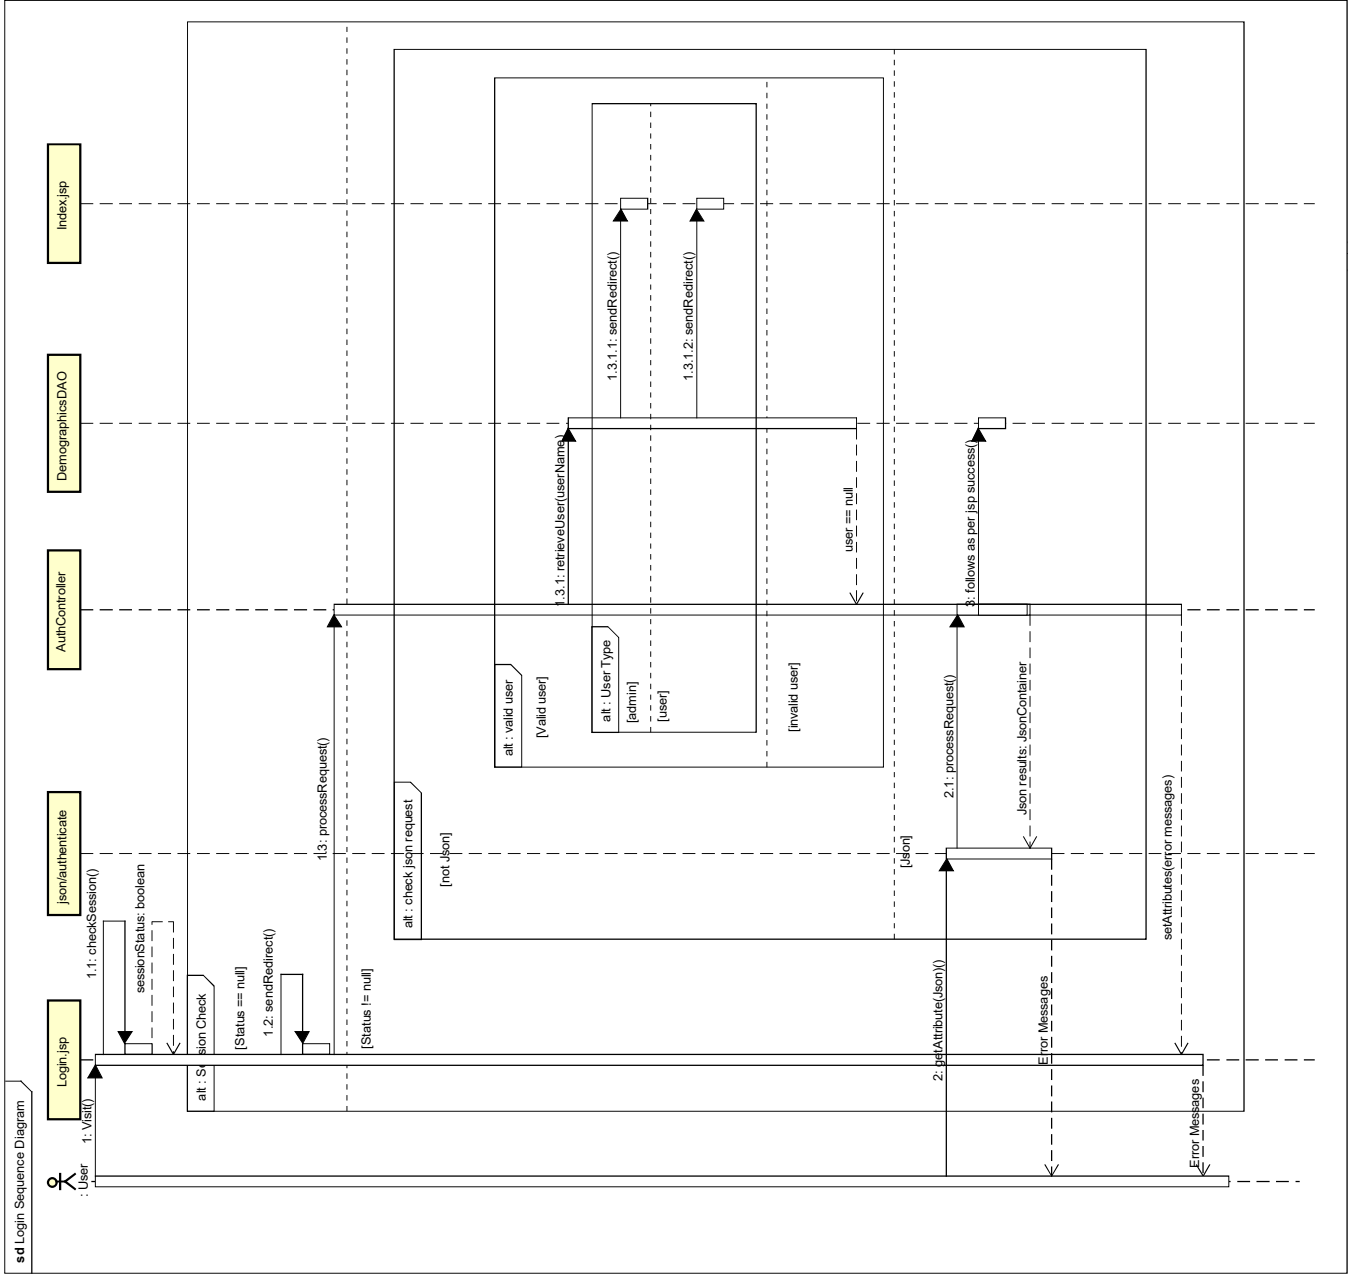 sd Login Sequence Diagram
: User
Login.jsp
json/authenticate
AuthController
DemographicsDAO
Index.jsp
1: Visit()
1.1: checkSession()
sessionStatus: boolean
alt : Session Check
[Status == null]
1.2: sendRedirect()
1.3: processRequest()
[Status != null]
alt : check json request
[not Json]
alt : valid user
[Valid user]
1.3.1: retrieveUser(userName)
alt : User Type
[admin]
1.3.1.1: sendRedirect()
[user]
1.3.1.2: sendRedirect()
[invalid user]
user == null
[Json]
2: getAttribute(Json)()
2.1: processRequest()
3: follows as per jsp success()
Json results: JsonContainer
Error Messages
setAttributes(error messages)
Error Messages